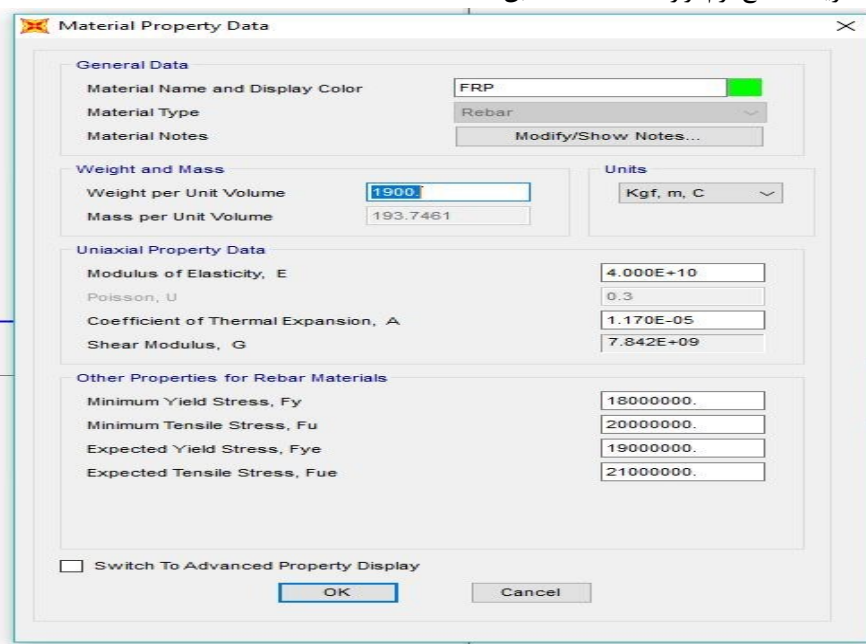 Material Property Data
General Data
Material Name and Display Color FRP
Material Type Rebar
Material Notes Modify/Show Notes...
Weight and Mass Units
Weight per Unit Volume 1900. Kgf, m, C
Mass per Unit Volume 193.7461
Uniaxial Property Data
Modulus of Elasticity, E 4.000E+10
Poisson, U 0.3
Coefficient of Thermal Expansion, A 1.170E-05
Shear Modulus, G 7.842E+09
Other Properties for Rebar Materials
Minimum Yield Stress, Fy 18000000.
Minimum Tensile Stress, Fu 20000000.
Expected Yield Stress, Fye 19000000.
Expected Tensile Stress, Fue 21000000.
Switch To Advanced Property Display
OK Cancel